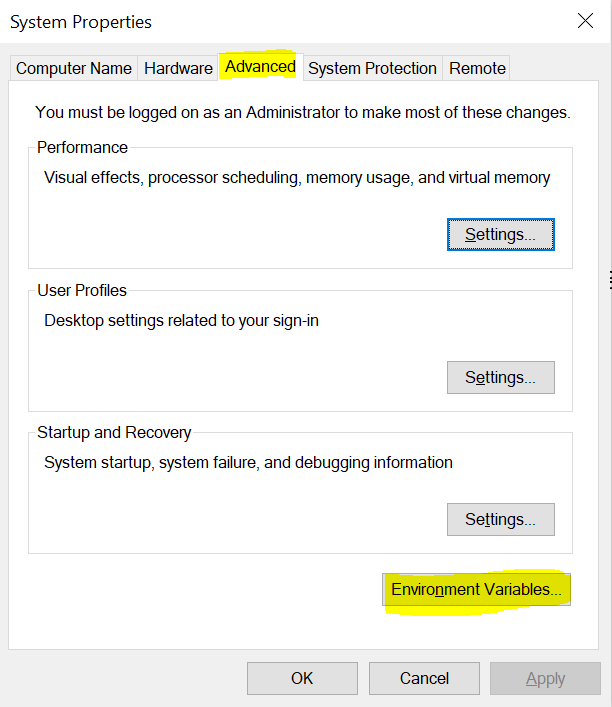 System Properties
Computer Name Hardware Advanced System Protection Remote
You must be logged on as an Administrator to make most of these changes.
Performance
Visual effects, processor scheduling, memory usage, and virtual memory
Settings...
User Profiles
Desktop settings related to your sign-in
Settings...
Startup and Recovery
System startup, system failure, and debugging information
Settings...
Environment Variables...
OK Cancel Apply